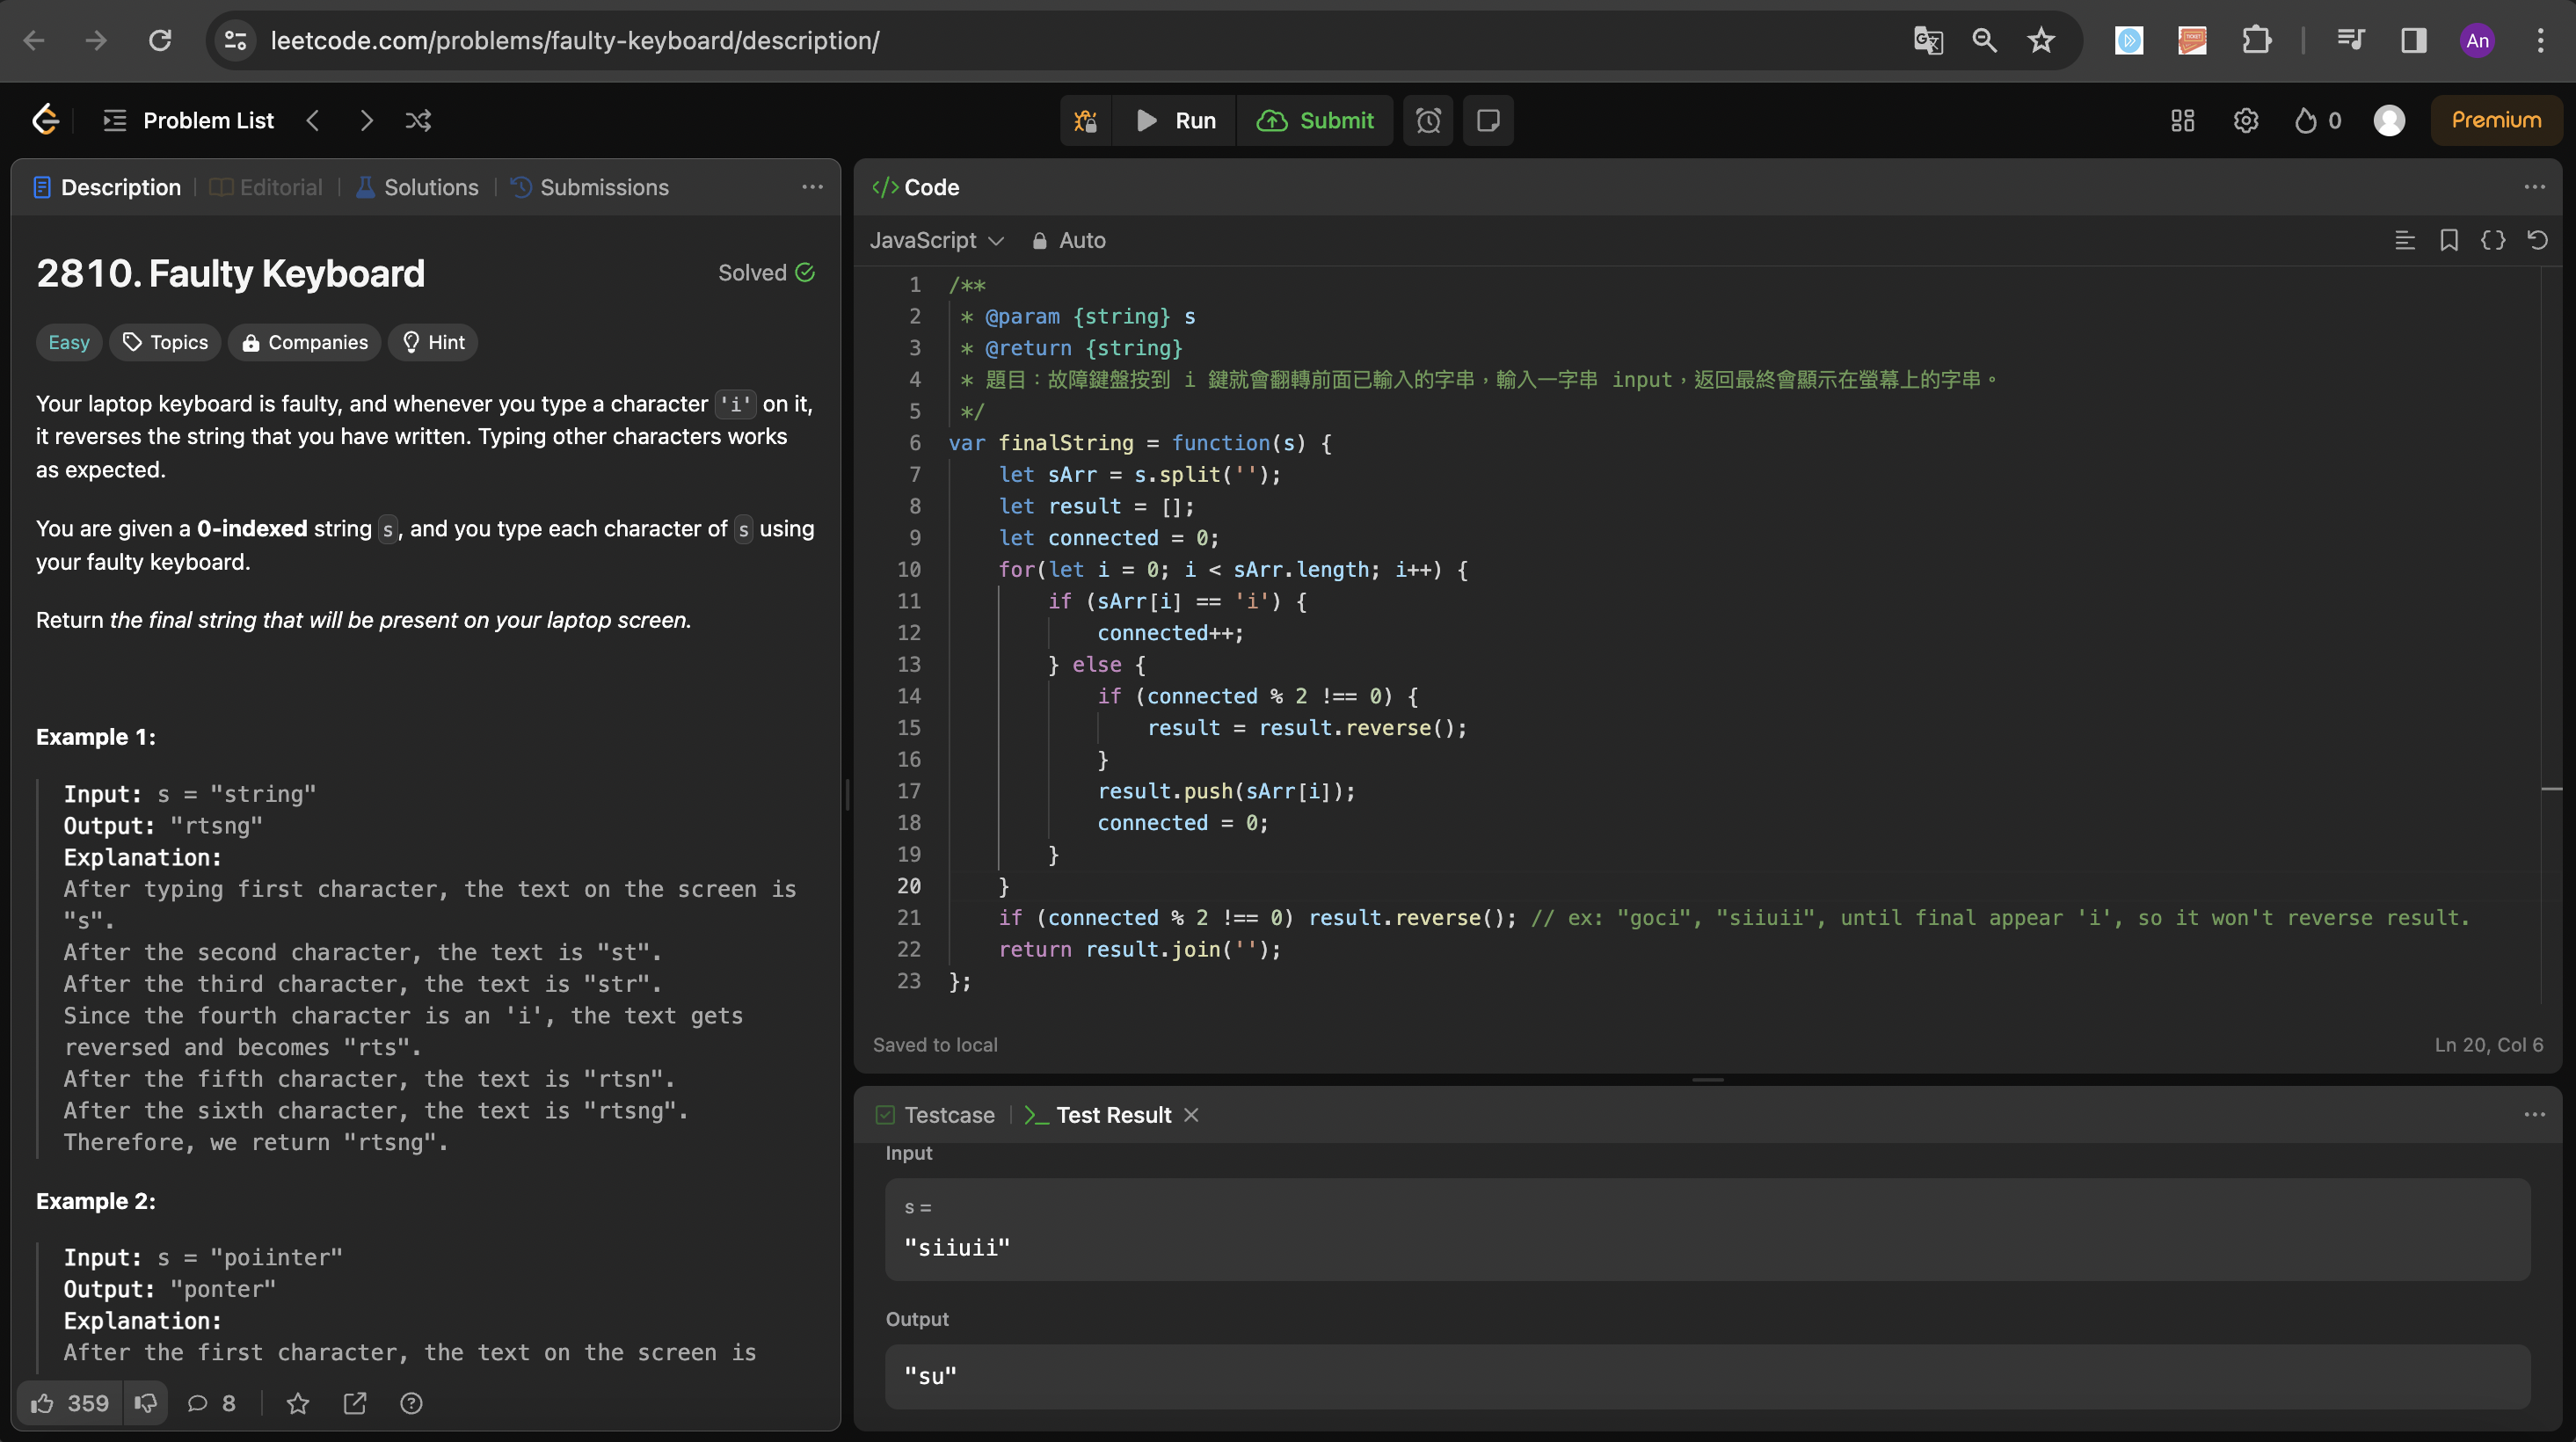 leetcode.com/problems/faulty-keyboard/description/
An
Problem List
Run
Submit
0
Premium
Description
Editorial
Solutions
Submissions
2810. Faulty Keyboard
Solved
Easy
Topics
Companies
Hint
Your laptop keyboard is faulty, and whenever you type a character 'i' on it,
it reverses the string that you have written. Typing other characters works
as expected.
You are given a 0-indexed string s, and you type each character of s using
your faulty keyboard.
Return the final string that will be present on your laptop screen.
Example 1:
Input: s = "string"
Output: "rtsng"
Explanation:
After typing first character, the text on the screen is
"s".
After the second character, the text is "st".
After the third character, the text is "str".
Since the fourth character is an 'i', the text gets
reversed and becomes "rts".
After the fifth character, the text is "rtsn".
After the sixth character, the text is "rtsng".
Therefore, we return "rtsng".
Example 2:
Input: s = "poiinter"
Output: "ponter"
Explanation:
After the first character, the text on the screen is
359
8
</> Code
JavaScript
Auto
1 /**
2  * @param {string} s
3  * @return {string}
4  * 題目：故障鍵盤按到 i 鍵就會翻轉前面已輸入的字串，輸入一字串 input，返回最終會顯示在螢幕上的字串。
5  */
6 var finalString = function(s) {
7     let sArr = s.split('');
8     let result = [];
9     let connected = 0;
10     for(let i = 0; i < sArr.length; i++) {
11         if (sArr[i] == 'i') {
12             connected++;
13         } else {
14             if (connected % 2 !== 0) {
15                 result = result.reverse();
16             }
17             result.push(sArr[i]);
18             connected = 0;
19         }
20     }
21     if (connected % 2 !== 0) result.reverse(); // ex: "goci", "siiuii", until final appear 'i', so it won't reverse result.
22     return result.join('');
23 };
Saved to local
Ln 20, Col 6
Testcase
Test Result
Input
s =
"siiuii"
Output
"su"